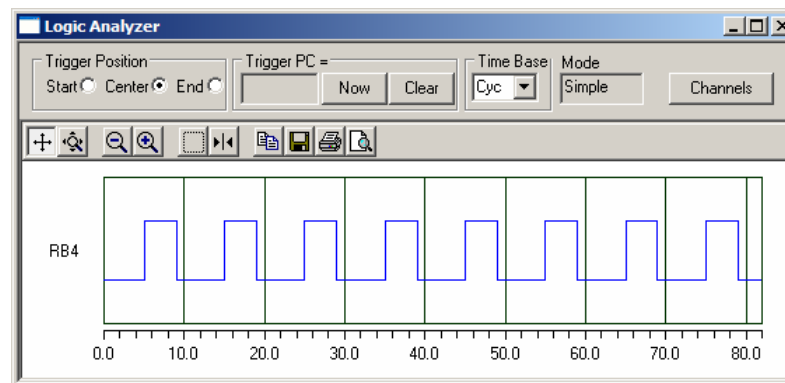 Logic Analyzer
Trigger Position
Start Center End
Trigger PC =
Now Clear
Time Base
Cyc
Mode
Simple
Channels
RB4
0.0 10.0 20.0 30.0 40.0 50.0 60.0 70.0 80.0